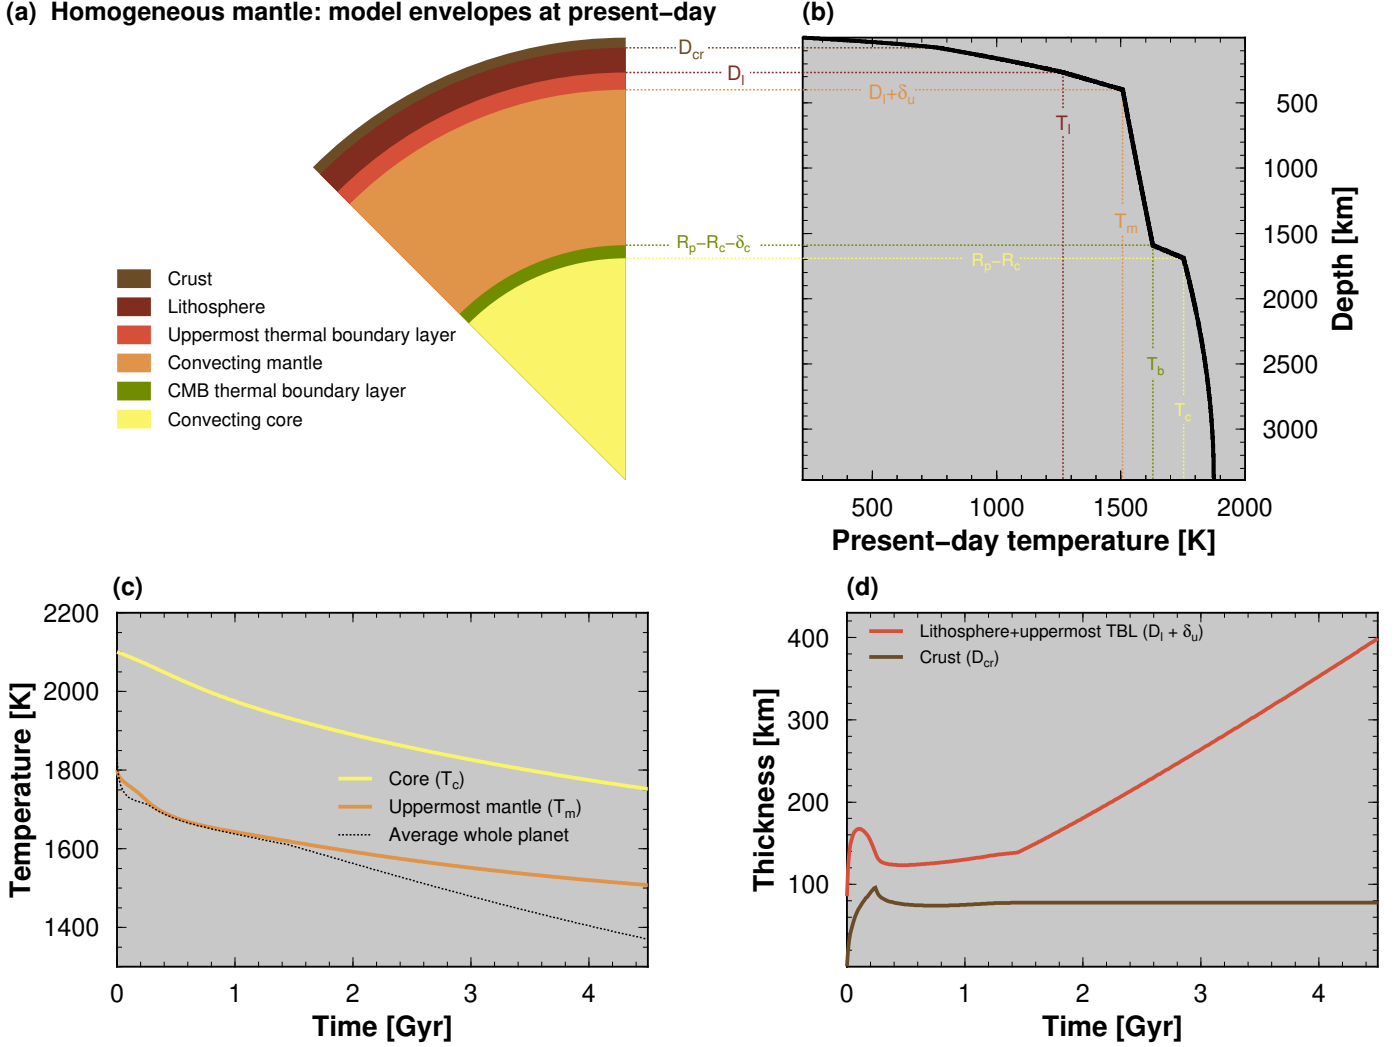 (a) Homogeneous mantle: model envelopes at present−day
(b)
D_cr
D_l
D_l+δ_u
T_l
T_m
R_p−R_c−δ_c
R_p−R_c
T_b
T_c
Crust
Lithosphere
Uppermost thermal boundary layer
Convecting mantle
CMB thermal boundary layer
Convecting core
500
1000
1500
2000
2500
3000
Depth [km]
500 1000 1500 2000
Present−day temperature [K]
(c)
2200
2000
1800
1600
1400
Temperature [K]
Core (T_c)
Uppermost mantle (T_m)
Average whole planet
0 1 2 3 4
Time [Gyr]
(d)
400
300
200
100
Thickness [km]
Lithosphere+uppermost TBL (D_l + δ_u)
Crust (D_cr)
0 1 2 3 4
Time [Gyr]